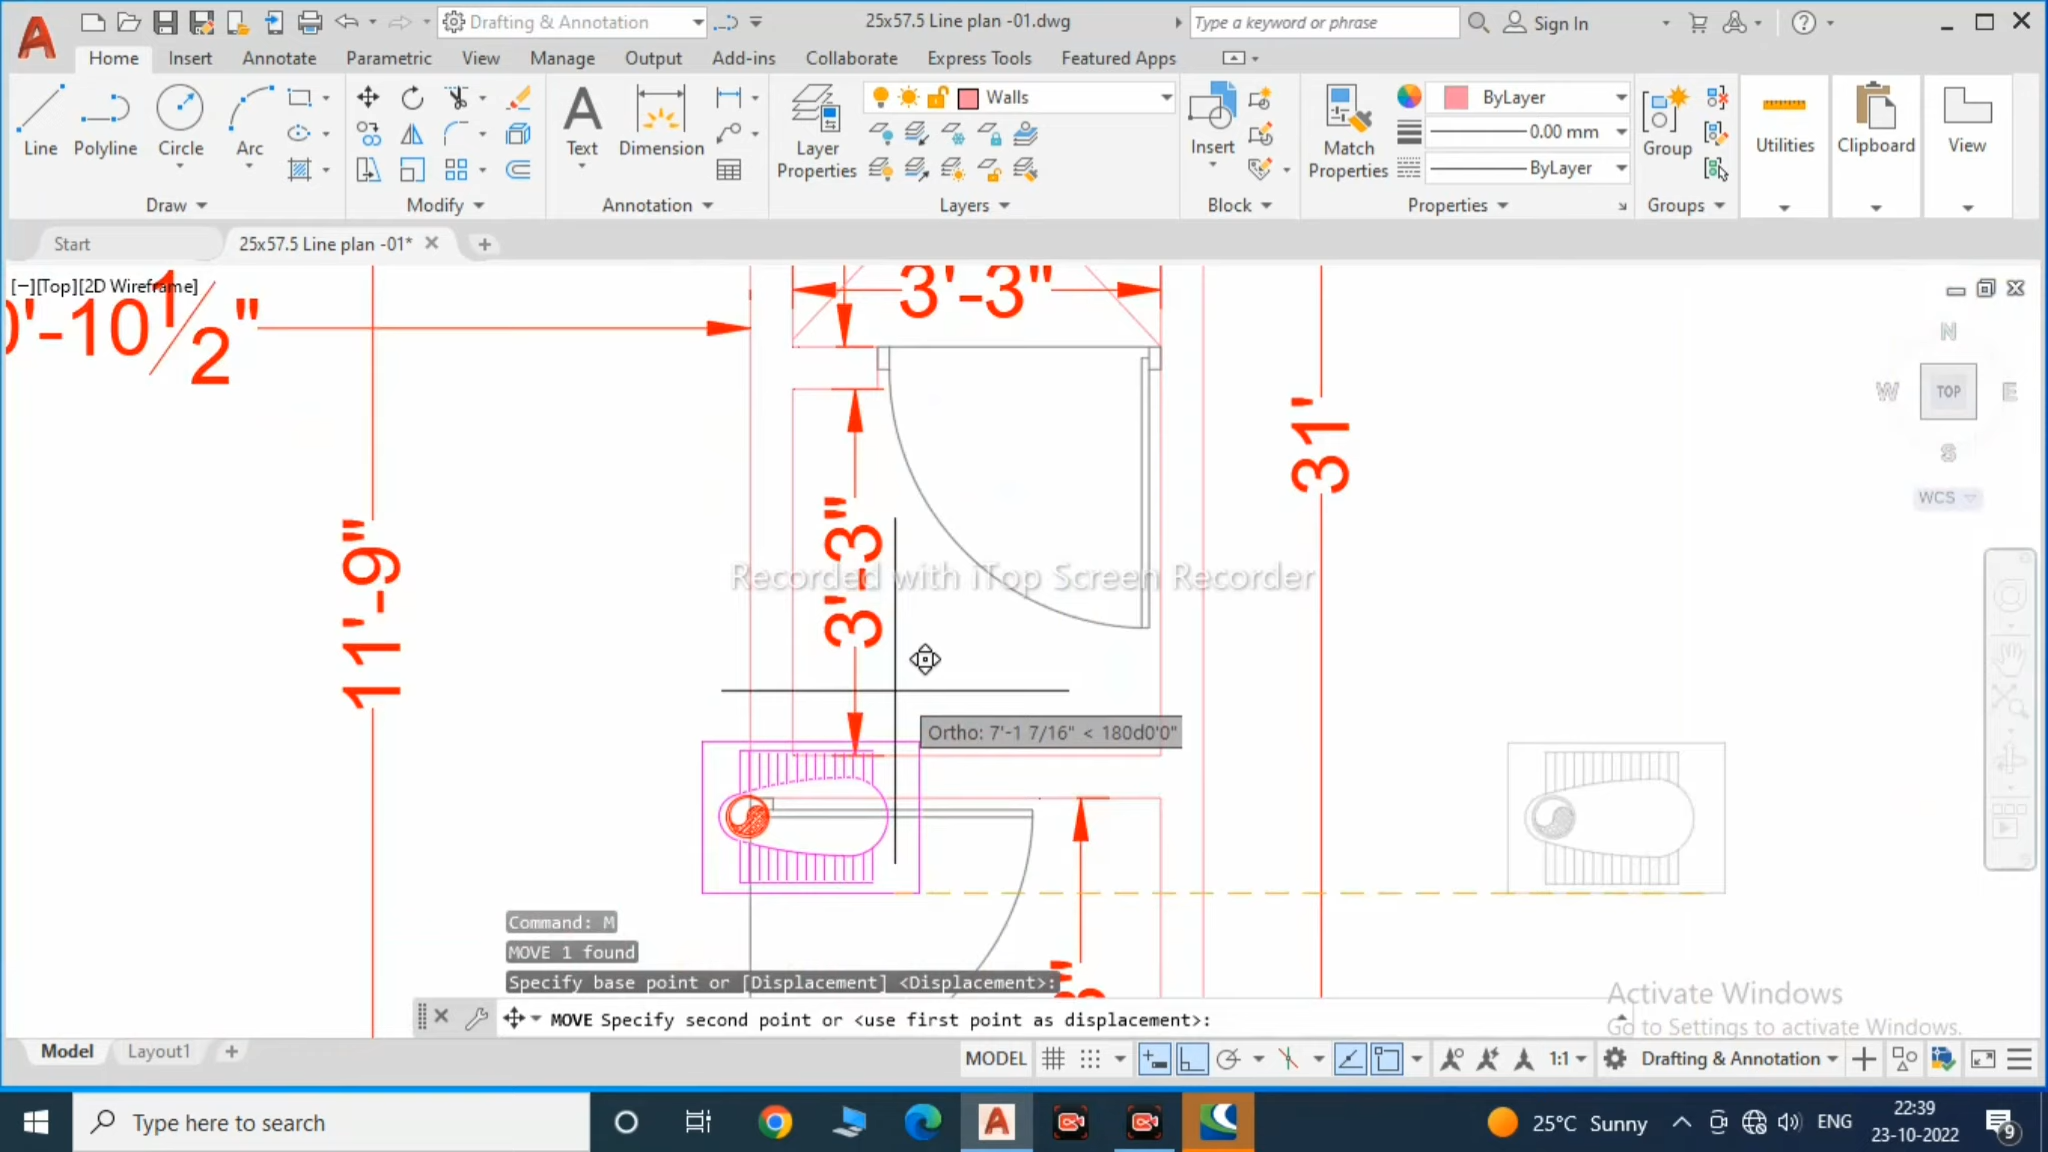 Drafting & Annotation
25x57.5 Line plan -01.dwg
Type a keyword or phrase
Sign In
Home Insert Annotate Parametric View Manage Output Add-ins Collaborate Express Tools Featured Apps
Line Polyline Circle Arc
Text Dimension
Layer Properties
Walls
Insert
Match Properties
ByLayer
0.00 mm
ByLayer
Group
Utilities
Clipboard
View
Draw Modify Annotation Layers Block Properties Groups
Start
25x57.5 Line plan -01*
[−][Top][2D Wireframe]
0'-10 1/2"
3'-3"
11'-9"
3'-3"
31'
N
W TOP E
S
WCS
Recorded with iTop Screen Recorder
Ortho: 7'-1 7/16" < 180d0'0"
Command: M
MOVE 1 found
Specify base point or [Displacement] <Displacement>:
MOVE Specify second point or <use first point as displacement>:
Activate Windows
Go to Settings to activate Windows.
Model Layout1
MODEL
1:1
Drafting & Annotation
Type here to search
25°C Sunny
ENG
22:39
23-10-2022
9